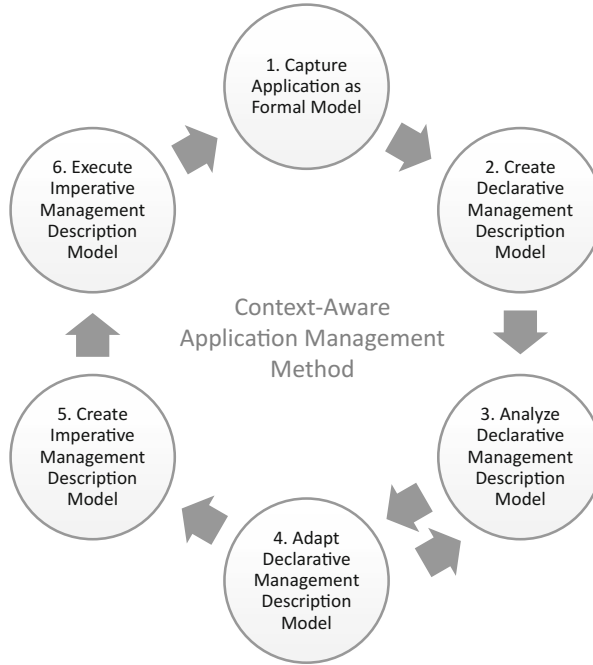 1. Capture
Application as
Formal Model
2. Create
Declarative
Management
Description
Model
3. Analyze
Declarative
Management
Description
Model
4. Adapt
Declarative
Management
Description
Model
5. Create
Imperative
Management
Description
Model
6. Execute
Imperative
Management
Description
Model
Context-Aware
Application Management
Method